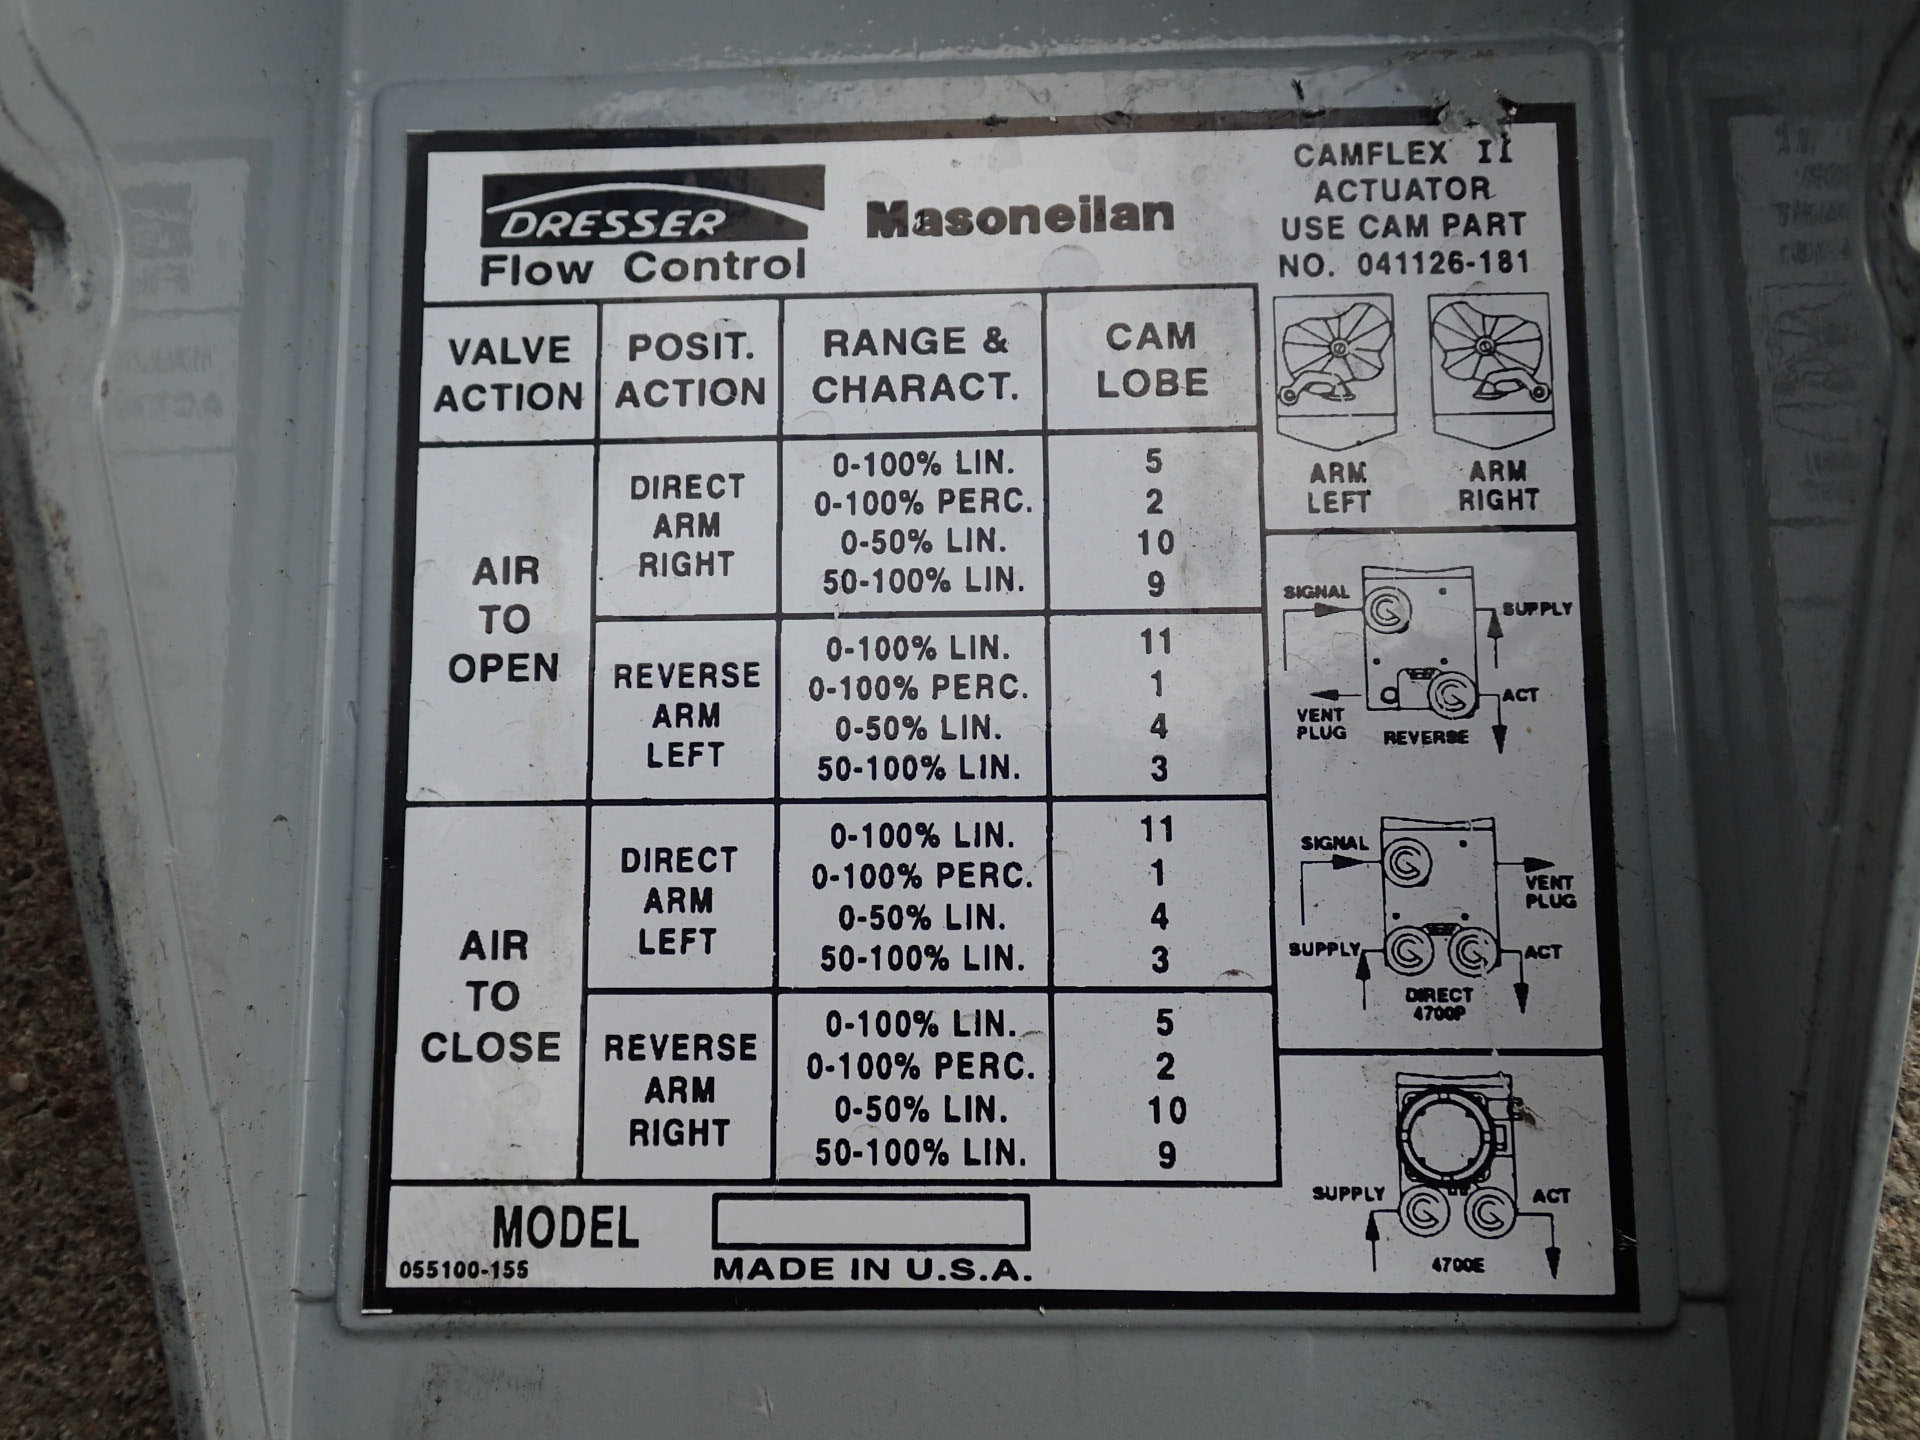 DRESSER
Flow Control
Masoneilan
CAMFLEX II
ACTUATOR
USE CAM PART
NO. 041126-181
VALVE
ACTION
POSIT.
ACTION
RANGE &
CHARACT.
CAM
LOBE
AIR
TO
OPEN
DIRECT
ARM
RIGHT
0-100% LIN. 5
0-100% PERC. 2
0-50% LIN. 10
50-100% LIN. 9
REVERSE
ARM
LEFT
0-100% LIN. 11
0-100% PERC. 1
0-50% LIN. 4
50-100% LIN. 3
AIR
TO
CLOSE
DIRECT
ARM
LEFT
0-100% LIN. 11
0-100% PERC. 1
0-50% LIN. 4
50-100% LIN. 3
REVERSE
ARM
RIGHT
0-100% LIN. 5
0-100% PERC. 2
0-50% LIN. 10
50-100% LIN. 9
ARM
LEFT
ARM
RIGHT
SIGNAL
SUPPLY
VENT
PLUG
ACT
REVERSE
SIGNAL
VENT
PLUG
SUPPLY
ACT
DIRECT
4700P
SUPPLY
ACT
4700E
MODEL
055100-155
MADE IN U.S.A.